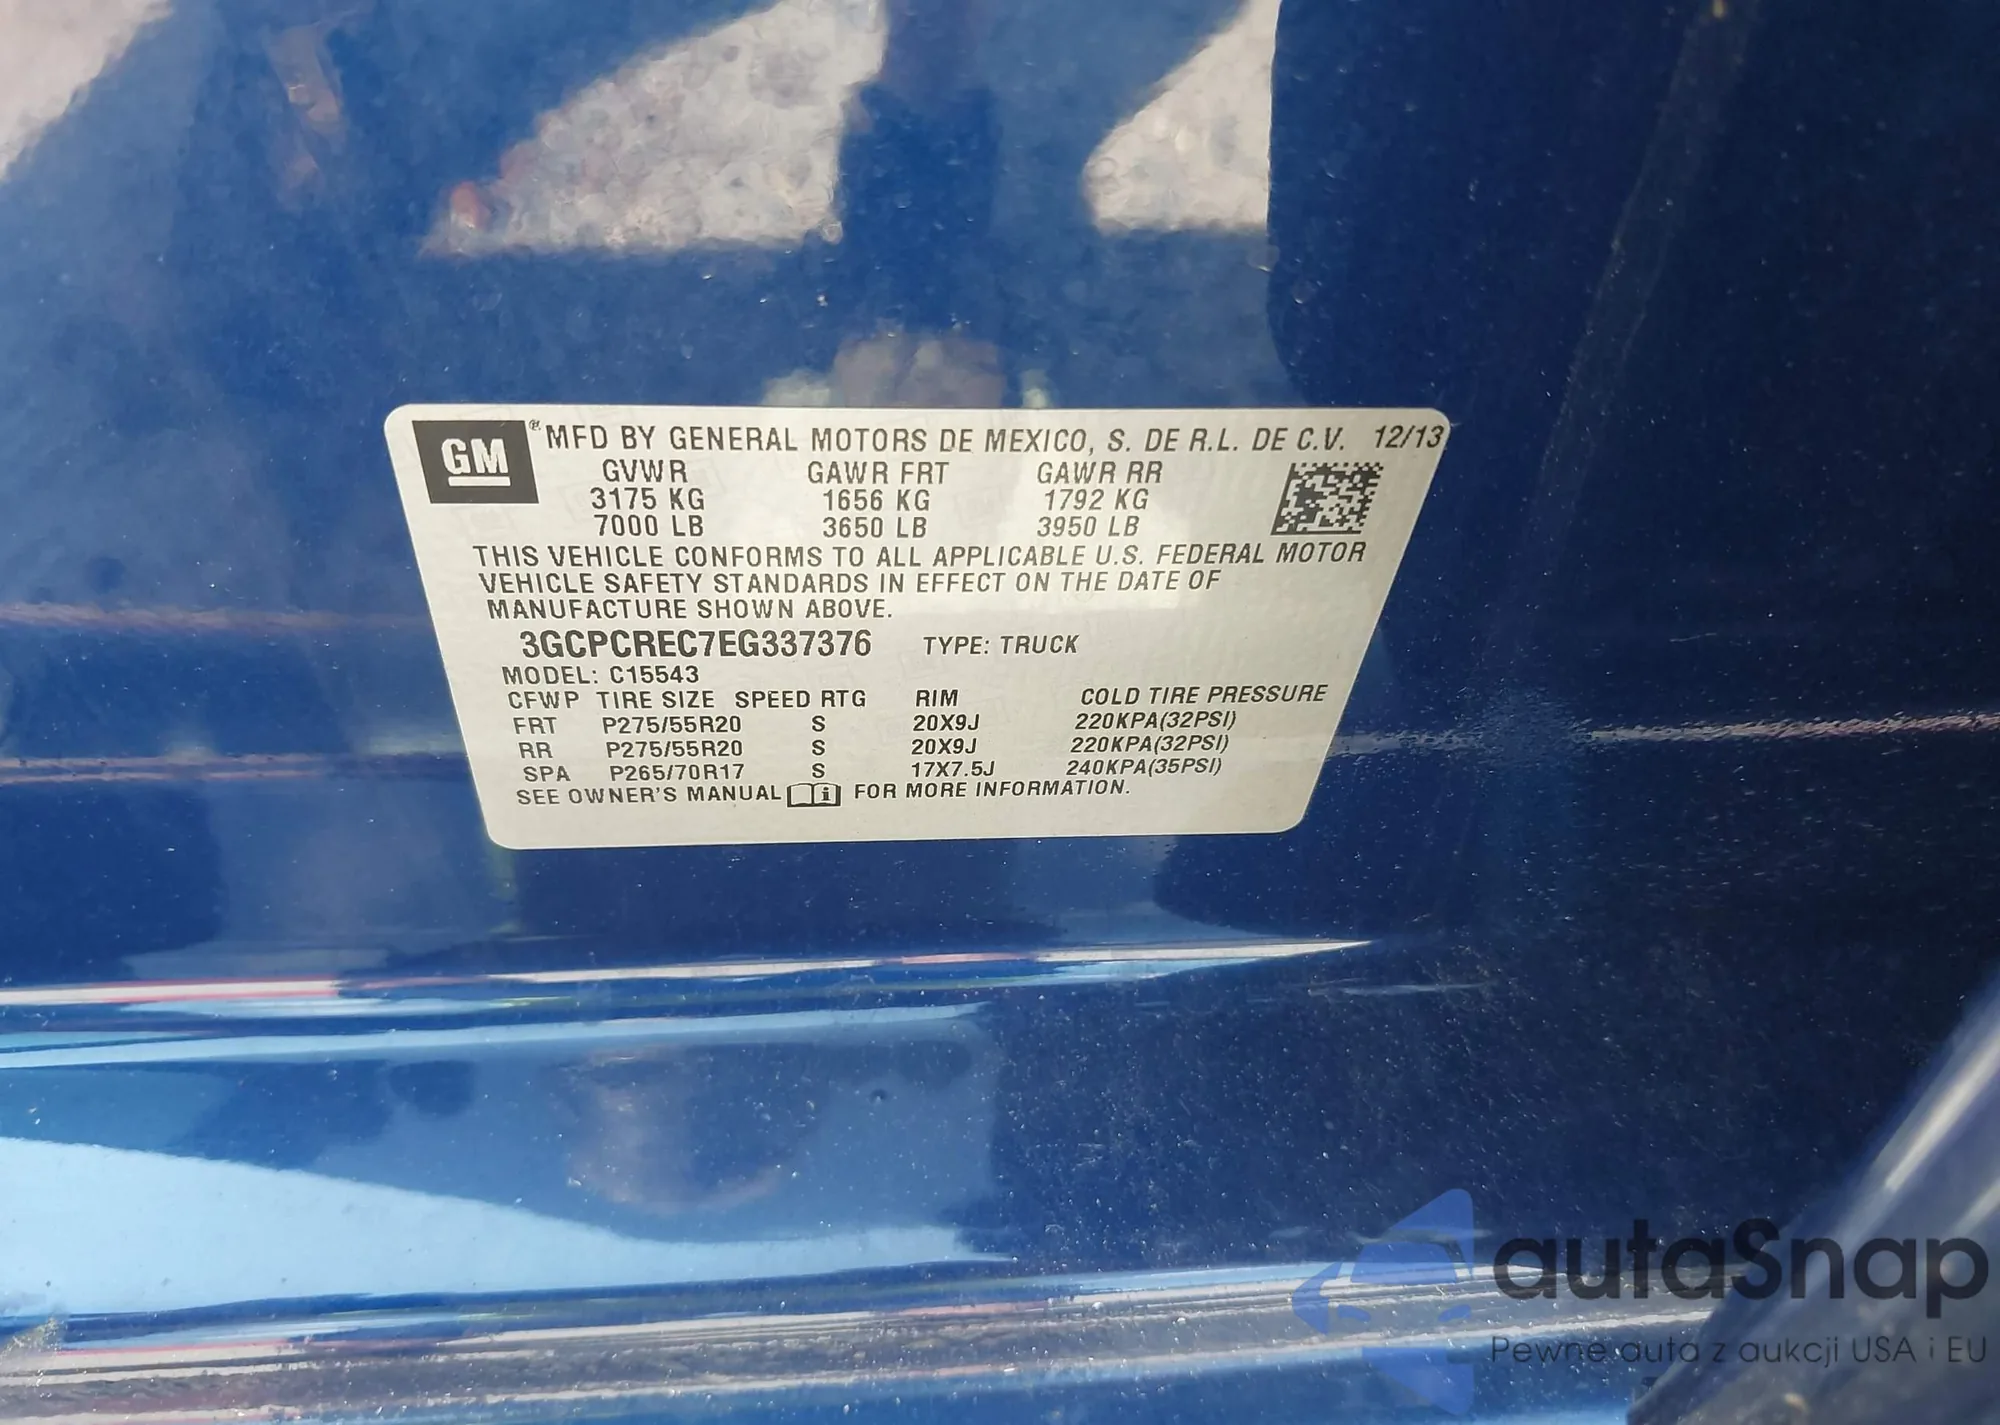 GM
® MFD BY GENERAL MOTORS DE MEXICO, S. DE R.L. DE C.V. 12/13
GVWR GAWR FRT GAWR RR
3175 KG 1656 KG 1792 KG
7000 LB 3650 LB 3950 LB
THIS VEHICLE CONFORMS TO ALL APPLICABLE U.S. FEDERAL MOTOR
VEHICLE SAFETY STANDARDS IN EFFECT ON THE DATE OF
MANUFACTURE SHOWN ABOVE.
3GCPCREC7EG337376 TYPE: TRUCK
MODEL: C15543
CFWP TIRE SIZE SPEED RTG RIM COLD TIRE PRESSURE
FRT P275/55R20 S 20X9J 220KPA(32PSI)
RR P275/55R20 S 20X9J 220KPA(32PSI)
SPA P265/70R17 S 17X7.5J 240KPA(35PSI)
SEE OWNER'S MANUAL i FOR MORE INFORMATION.
autaSnap
Pewne auta z aukcji USA i EU